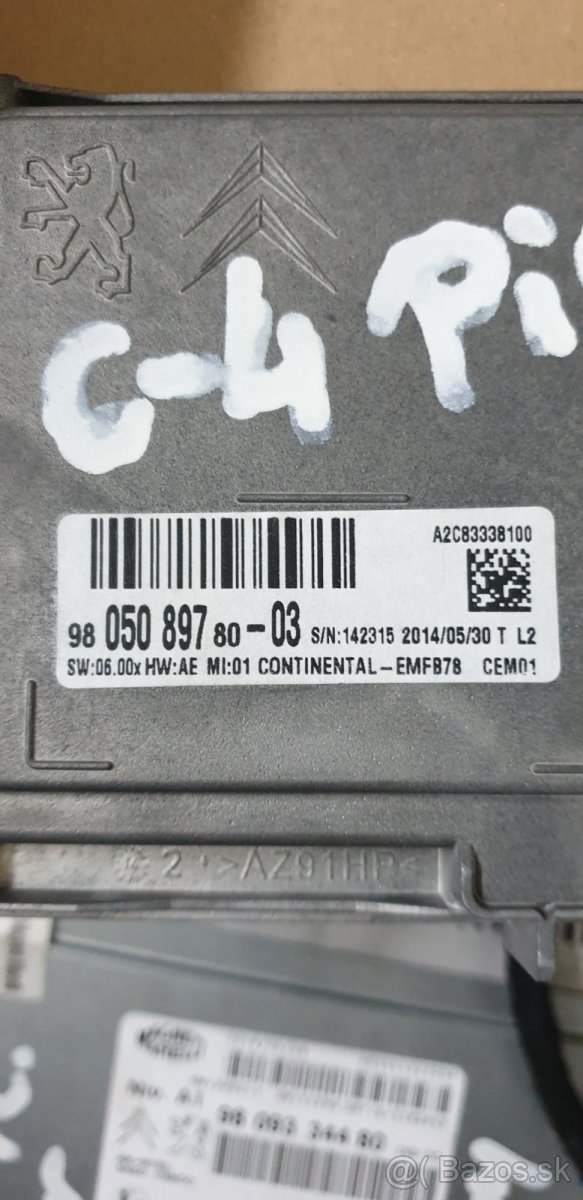 C-4 Pi
A2C83338100
98 050 897 80-03 S/N:142315 2014/05/30 T L2
SW:06.00x HW:AE MI:01 CONTINENTAL-EMFB78 CEM01
2 >AZ91HP<
98 093 344 80
@Bazos.sk